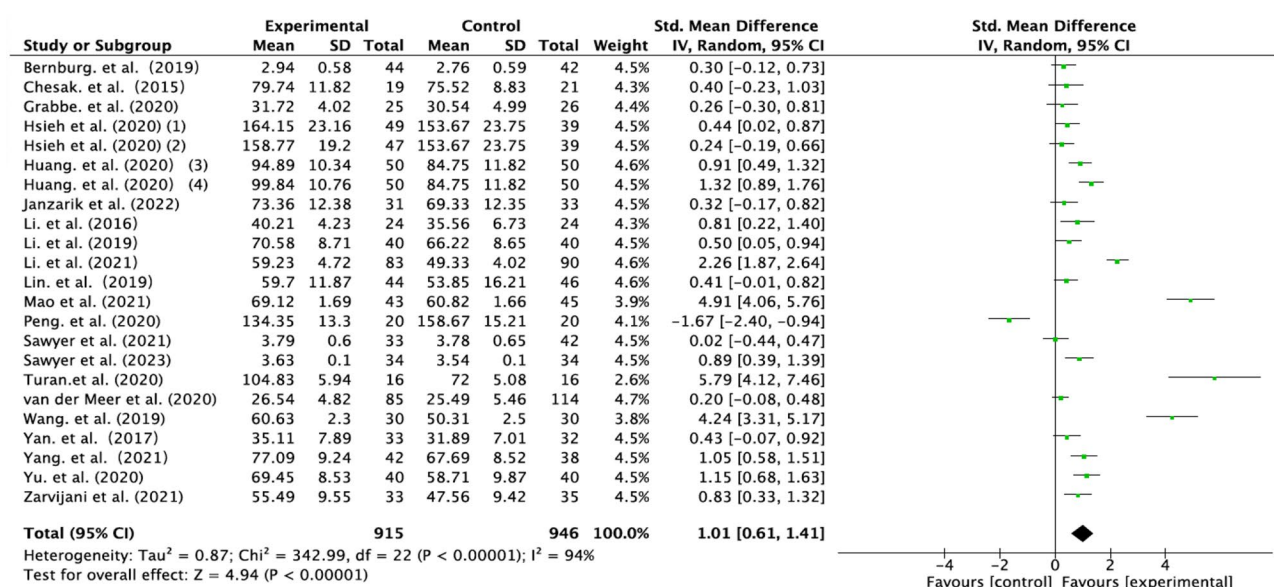 Experimental Control Std. Mean Difference Std. Mean Difference
Study or Subgroup Mean SD Total Mean SD Total Weight IV, Random, 95% CI IV, Random, 95% CI
Bernburg. et al. (2019) 2.94 0.58 44 2.76 0.59 42 4.5% 0.30 [−0.12, 0.73]
Chesak. et al. (2015) 79.74 11.82 19 75.52 8.83 21 4.3% 0.40 [−0.23, 1.03]
Grabbe. et al. (2020) 31.72 4.02 25 30.54 4.99 26 4.4% 0.26 [−0.30, 0.81]
Hsieh et al. (2020) (1) 164.15 23.16 49 153.67 23.75 39 4.5% 0.44 [0.02, 0.87]
Hsieh et al. (2020) (2) 158.77 19.2 47 153.67 23.75 39 4.5% 0.24 [−0.19, 0.66]
Huang. et al. (2020) (3) 94.89 10.34 50 84.75 11.82 50 4.6% 0.91 [0.49, 1.32]
Huang. et al. (2020) (4) 99.84 10.76 50 84.75 11.82 50 4.5% 1.32 [0.89, 1.76]
Janzarik et al. (2022) 73.36 12.38 31 69.33 12.35 33 4.5% 0.32 [−0.17, 0.82]
Li. et al. (2016) 40.21 4.23 24 35.56 6.73 24 4.3% 0.81 [0.22, 1.40]
Li. et al. (2019) 70.58 8.71 40 66.22 8.65 40 4.5% 0.50 [0.05, 0.94]
Li. et al. (2021) 59.23 4.72 83 49.33 4.02 90 4.6% 2.26 [1.87, 2.64]
Lin. et al. (2019) 59.7 11.87 44 53.85 16.21 46 4.5% 0.41 [−0.01, 0.82]
Mao et al. (2021) 69.12 1.69 43 60.82 1.66 45 3.9% 4.91 [4.06, 5.76]
Peng. et al. (2020) 134.35 13.3 20 158.67 15.21 20 4.1% −1.67 [−2.40, −0.94]
Sawyer et al. (2021) 3.79 0.6 33 3.78 0.65 42 4.5% 0.02 [−0.44, 0.47]
Sawyer et al. (2023) 3.63 0.1 34 3.54 0.1 34 4.5% 0.89 [0.39, 1.39]
Turan.et al. (2020) 104.83 5.94 16 72 5.08 16 2.6% 5.79 [4.12, 7.46]
van der Meer et al. (2020) 26.54 4.82 85 25.49 5.46 114 4.7% 0.20 [−0.08, 0.48]
Wang. et al. (2019) 60.63 2.3 30 50.31 2.5 30 3.8% 4.24 [3.31, 5.17]
Yan. et al. (2017) 35.11 7.89 33 31.89 7.01 32 4.5% 0.43 [−0.07, 0.92]
Yang. et al. (2021) 77.09 9.24 42 67.69 8.52 38 4.5% 1.05 [0.58, 1.51]
Yu. et al. (2020) 69.45 8.53 40 58.71 9.87 40 4.5% 1.15 [0.68, 1.63]
Zarvijani et al. (2021) 55.49 9.55 33 47.56 9.42 35 4.5% 0.83 [0.33, 1.32]
Total (95% CI) 915 946 100.0% 1.01 [0.61, 1.41]
Heterogeneity: Tau² = 0.87; Chi² = 342.99, df = 22 (P < 0.00001); I² = 94%
Test for overall effect: Z = 4.94 (P < 0.00001)
−4 −2 0 2 4
Favours [control] Favours [experimental]